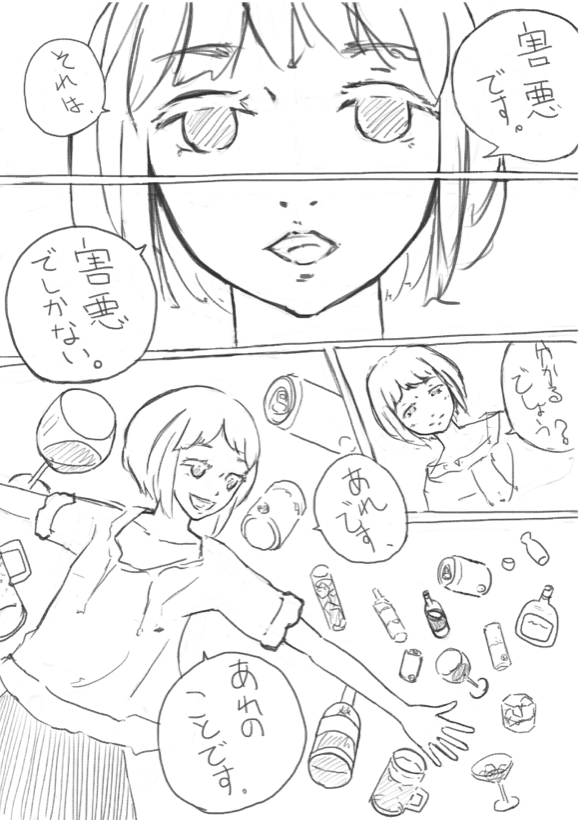 害悪
です。
それは、
害悪
でしかない。
わかる
でしょう?
あれ
です、
あれの
ことです。